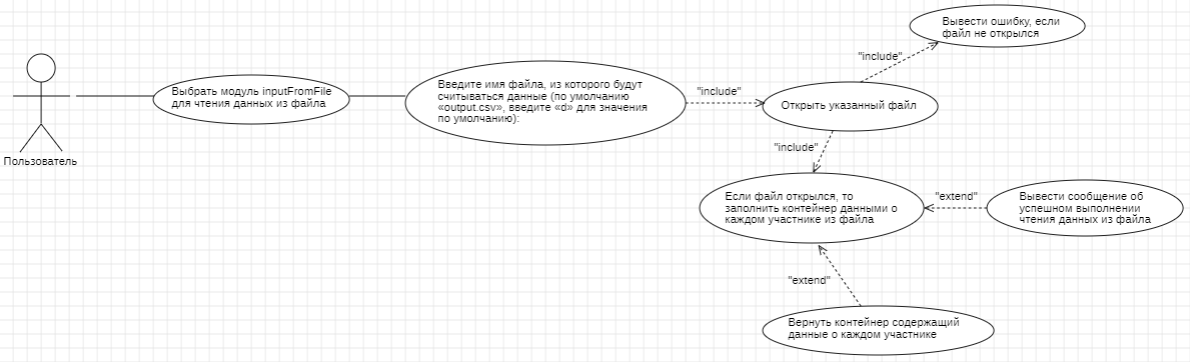 Вывести ошибку, если
файл не открылся
"include"
Выбрать модуль inputFromFile
для чтения данных из файла
Введите имя файла, из которого будут
считываться данные (по умолчанию
«output.csv», введите «d» для значения
по умолчанию):
"include"
Открыть указанный файл
Пользователь
"include"
Если файл открылся, то
заполнить контейнер данными о
каждом участнике из файла
"extend"
Вывести сообщение об
успешном выполнении
чтения данных из файла
"extend"
Вернуть контейнер содержащий
данные о каждом участнике